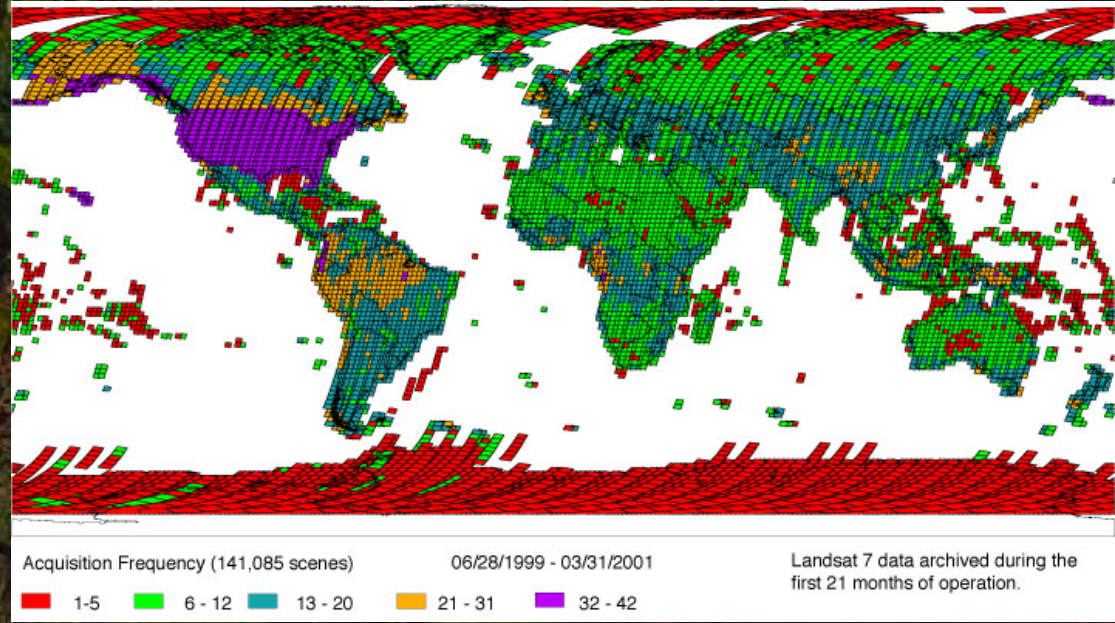 Acquisition Frequency (141,085 scenes) 06/28/1999 - 03/31/2001 Landsat 7 data archived during the
first 21 months of operation.
1-5 6 - 12 13 - 20 21 - 31 32 - 42